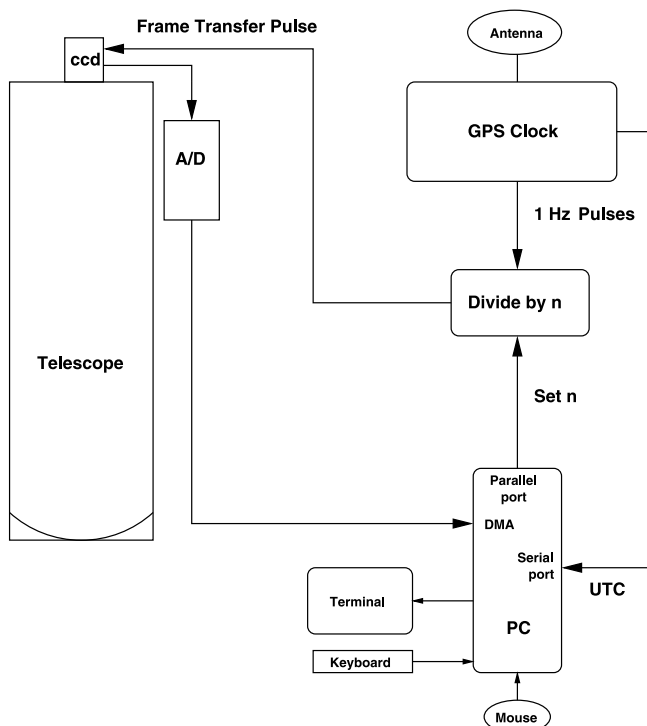 Frame Transfer Pulse
Antenna
ccd
GPS Clock
A/D
1 Hz Pulses
Divide by n
Telescope
Set n
Parallel
port
DMA
Serial
port
UTC
Terminal
PC
Keyboard
Mouse